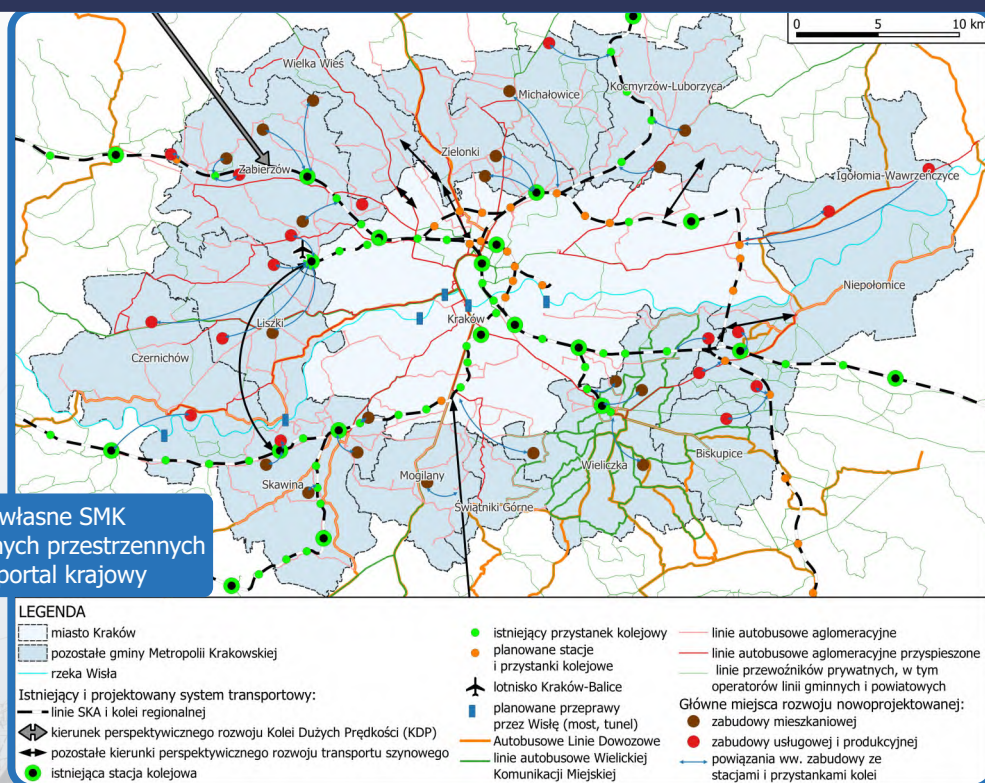 0 5 10 km
Wielka Wieś
Michałowice
Kocmyrzów-Luborzyca
Zielonki
Zabierzów
Igołomia-Wawrzeńczyce
Niepołomice
Kraków
Liszki
Czernichów
Biskupice
Wieliczka
Mogilany
Skawina
Świątniki Górne
własne SMK
nych przestrzennych
portal krajowy
LEGENDA
miasto Kraków
pozostałe gminy Metropolii Krakowskiej
rzeka Wisła
Istniejący i projektowany system transportowy:
linie SKA i kolei regionalnej
kierunek perspektywicznego rozwoju Kolei Dużych Prędkości (KDP)
pozostałe kierunki perspektywicznego rozwoju transportu szynowego
istniejąca stacja kolejowa
istniejący przystanek kolejowy
planowane stacje
i przystanki kolejowe
lotnisko Kraków-Balice
planowane przeprawy
przez Wisłę (most, tunel)
Autobusowe Linie Dowozowe
linie autobusowe Wielickiej
Komunikacji Miejskiej
linie autobusowe aglomeracyjne
linie autobusowe aglomeracyjne przyspieszone
linie przewoźników prywatnych, w tym
operatorów linii gminnych i powiatowych
Główne miejsca rozwoju nowoprojektowanej:
zabudowy mieszkaniowej
zabudowy usługowej i produkcyjnej
powiązania ww. zabudowy ze
stacjami i przystankami kolei